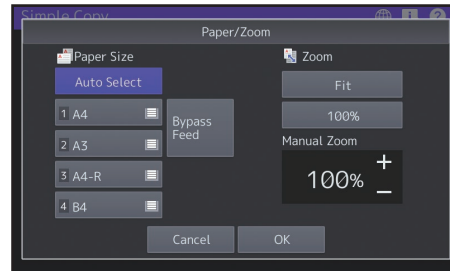 Simple Copy
Paper/Zoom
Paper Size
Auto Select
1 A4
2 A3
3 A4-R
4 B4
Bypass
Feed
Zoom
Fit
100%
Manual Zoom
100%
+
−
Cancel
OK